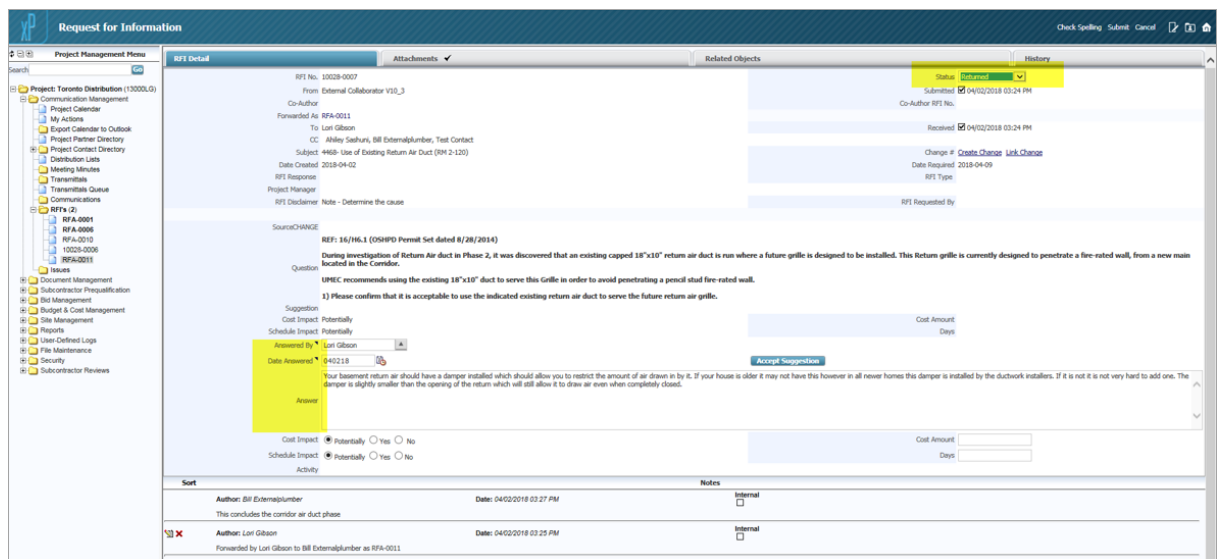 XP
Request for Information
Check Spelling Submit Cancel
Project Management Menu
RFI Detail
Attachments ✔
Related Objects
History
Search
Go
Project: Toronto Distribution (13000LG)
Communication Management
Project Calendar
My Actions
Export Calendar to Outlook
Project Partner Directory
Project Contact Directory
Distribution Lists
Meeting Minutes
Transmittals
Transmittals Queue
Communications
RFI's (2)
RFA-0001
RFA-0006
RFA-0010
10028-0006
RFA-0011
Issues
Document Management
Subcontractor Prequalification
Bid Management
Budget & Cost Management
Site Management
Reports
User-Defined Logs
File Maintenance
Security
Subcontractor Reviews
RFI No. 10028-0007
Status Returned
From External Collaborator V10_3
Submitted 04/02/2018 03:24 PM
Co-Author
Co-Author RFI No.
Forwarded As RFA-0011
To Lori Gibson
Received 04/02/2018 03:24 PM
CC Ahiley Sashuni, Bill Externalplumber, Test Contact
Subject 4468- Use of Existing Return Air Duct (RM 2-120)
Change # Create Change Link Change
Date Created 2018-04-02
Date Required 2018-04-09
RFI Response
RFI Type
Project Manager
RFI Disclaimer Note - Determine the cause
RFI Requested By
SourceCHANGE
REF: 16/H6.1 (OSHPD Permit Set dated 8/28/2014)
During investigation of Return Air duct in Phase 2, it was discovered that an existing capped 18"x10" return air duct is run where a future grille is designed to be installed. This Return grille is currently designed to penetrate a fire-rated wall, from a new main
located in the Corridor.
Question
UMEC recommends using the existing 18"x10" duct to serve this Grille in order to avoid penetrating a pencil stud fire-rated wall.
1) Please confirm that it is acceptable to use the indicated existing return air duct to serve the future return air grille.
Suggestion
Cost Impact Potentially
Cost Amount
Schedule Impact Potentially
Days
Answered By Lori Gibson
Date Answered 040218
Accept Suggestion
Your basement return air should have a damper installed which should allow you to restrict the amount of air drawn in by it. If your house is older it may not have this however in all newer homes this damper is installed by the ductwork installers. If it is not it is not very hard to add one. The
damper is slightly smaller than the opening of the return which will still allow it to draw air even when completely closed.
Answer
Cost Impact Potentially Yes No
Cost Amount
Schedule Impact Potentially Yes No
Days
Activity
Sort
Notes
Author: Bill Externalplumber
Date: 04/02/2018 03:27 PM
Internal
This concludes the corridor air duct phase
Author: Lori Gibson
Date: 04/02/2018 03:25 PM
Internal
Forwarded by Lori Gibson to Bill Externalplumber as RFA-0011